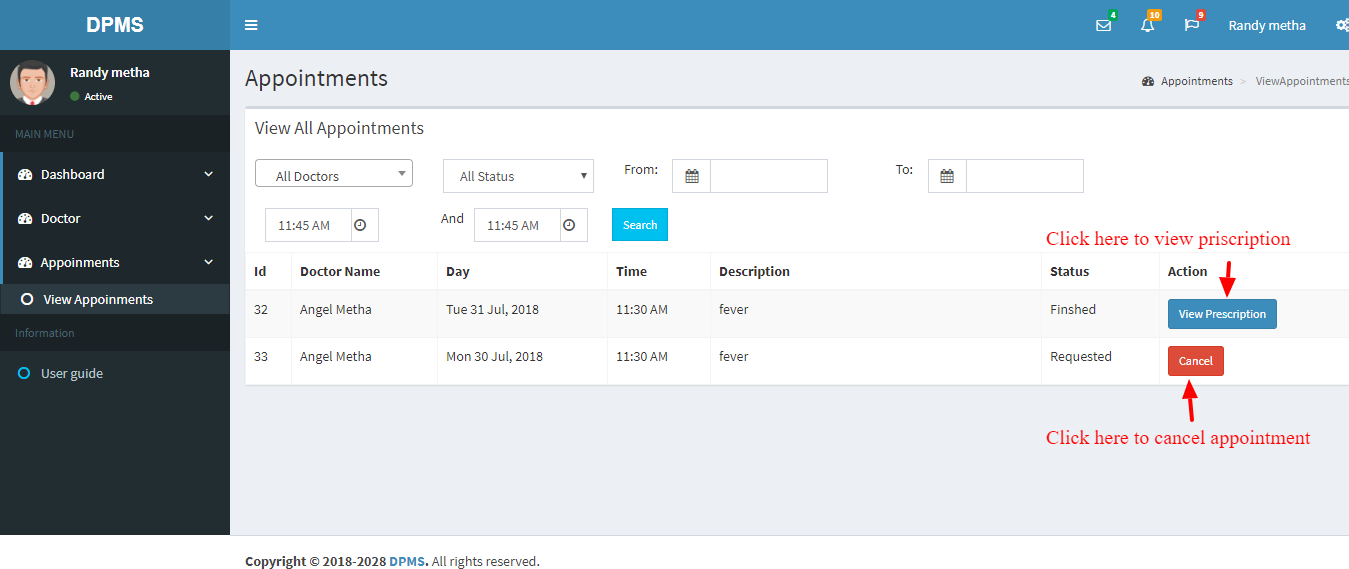 DPMS
4
10
9
Randy metha
Randy metha
Active
MAIN MENU
Dashboard
Doctor
Appoinments
View Appoinments
Information
User guide
Appointments
Appointments > ViewAppointments
View All Appointments
All Doctors
All Status
From:
To:
11:45 AM
And
11:45 AM
Search
Click here to view priscription
Id Doctor Name Day Time Description Status Action
32 Angel Metha Tue 31 Jul, 2018 11:30 AM fever Finshed View Prescription
33 Angel Metha Mon 30 Jul, 2018 11:30 AM fever Requested Cancel
Click here to cancel appointment
Copyright © 2018-2028 DPMS. All rights reserved.